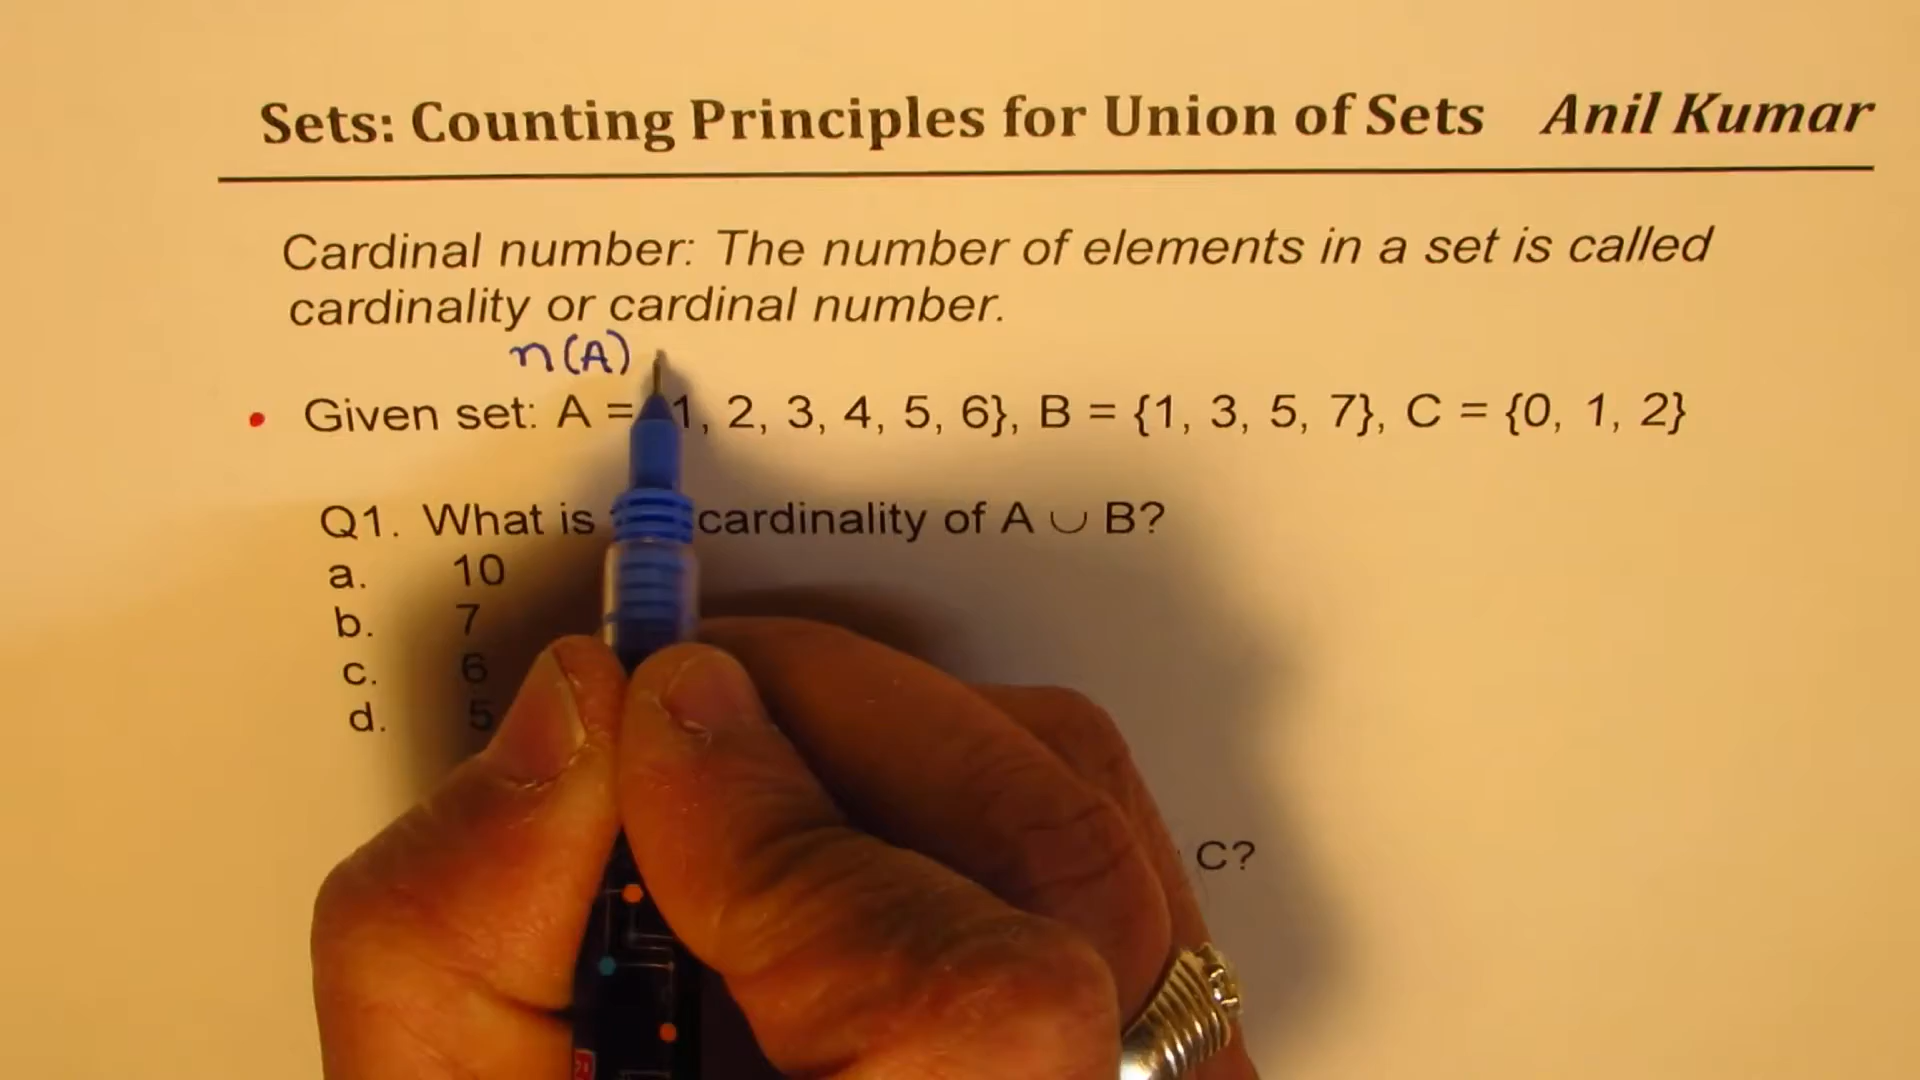 Sets: Counting Principles for Union of Sets Anil Kumar
Cardinal number: The number of elements in a set is called
cardinality or cardinal number.
n(A)
• Given set: A = 1, 2, 3, 4, 5, 6}, B = {1, 3, 5, 7}, C = {0, 1, 2}
Q1. What is cardinality of A ∪ B?
a. 10
b. 7
c. 6
d. 5
C?